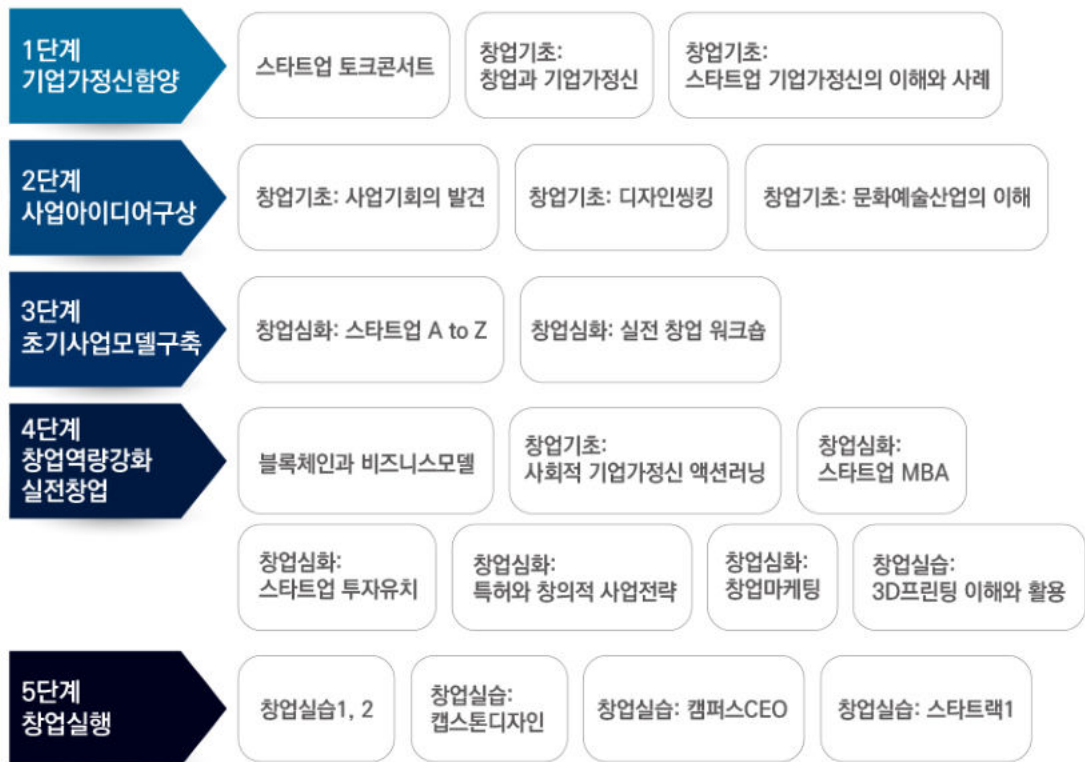 1단계
기업가정신함양
스타트업 토크콘서트
창업기초:
창업과 기업가정신
창업기초:
스타트업 기업가정신의 이해와 사례
2단계
사업아이디어구상
창업기초: 사업기회의 발견
창업기초: 디자인씽킹
창업기초: 문화예술산업의 이해
3단계
초기사업모델구축
창업심화: 스타트업 A to Z
창업심화: 실전 창업 워크숍
4단계
창업역량강화
실전창업
블록체인과 비즈니스모델
창업기초:
사회적 기업가정신 액션러닝
창업심화:
스타트업 MBA
창업심화:
스타트업 투자유치
창업심화:
특허와 창의적 사업전략
창업심화:
창업마케팅
창업실습:
3D프린팅 이해와 활용
5단계
창업실행
창업실습1, 2
창업실습:
캡스톤디자인
창업실습: 캠퍼스CEO
창업실습: 스타트랙1